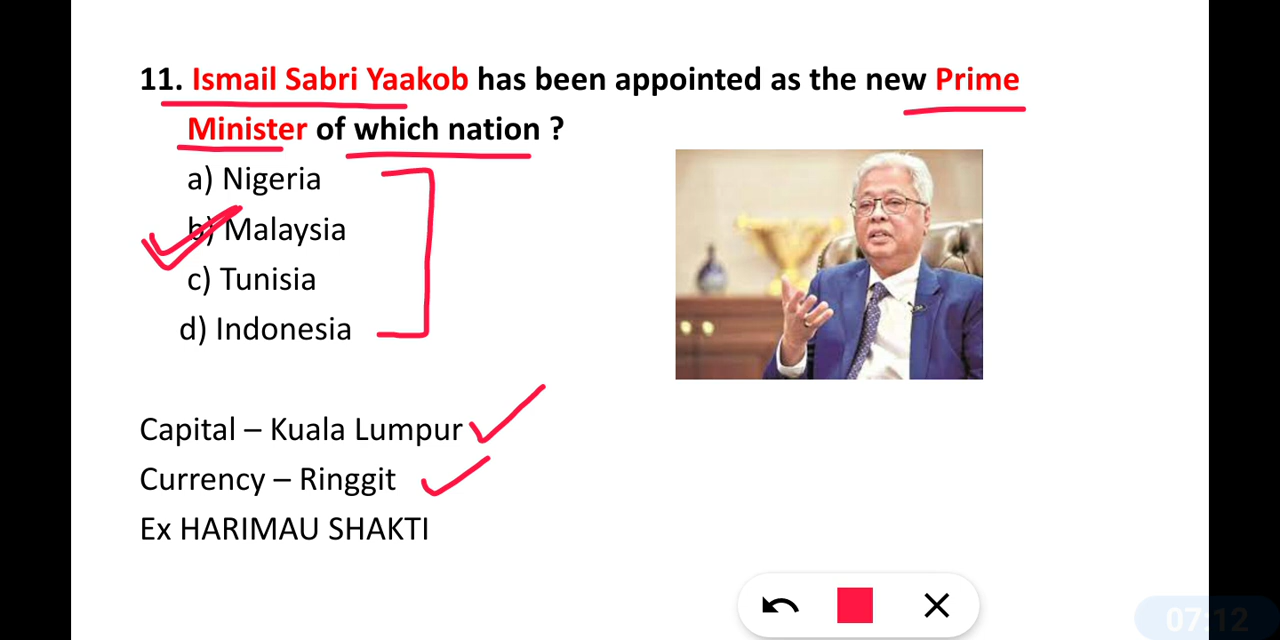 11. Ismail Sabri Yaakob has been appointed as the new Prime
Minister of which nation ?
a) Nigeria
b) Malaysia
c) Tunisia
d) Indonesia
Capital – Kuala Lumpur
Currency – Ringgit
Ex HARIMAU SHAKTI
07:12